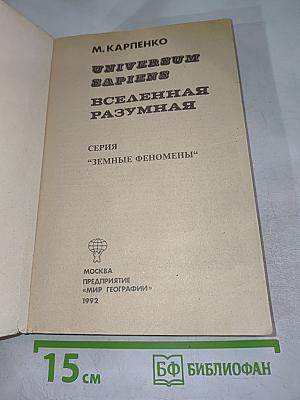 М. КАРПЕНКО
UNIVERSUM
SAPIENS
ВСЕЛЕННАЯ
РАЗУМНАЯ
СЕРИЯ
"ЗЕМНЫЕ ФЕНОМЕНЫ"
МОСКВА
ПРЕДПРИЯТИЕ
«МИР ГЕОГРАФИИ»
1992
15 см
БФ БИБЛИОФАН